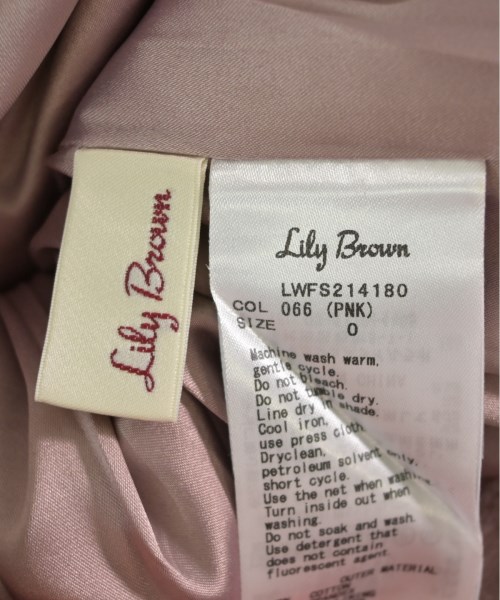 Lily Brown
Lily Brown
LWFS214180
COL 066 (PNK)
SIZE 0
Machine wash warm,
gentle cycle.
Do not bleach.
Do not tumble dry.
Line dry in shade.
Cool iron,
use press cloth.
Dryclean,
petroleum solvent only,
short cycle.
Use the net when washing
Turn inside out when
washing.
Do not soak and wash
Use detergent that
does not contain
fluorescent agent.
OUTER MATERIAL
COTTON